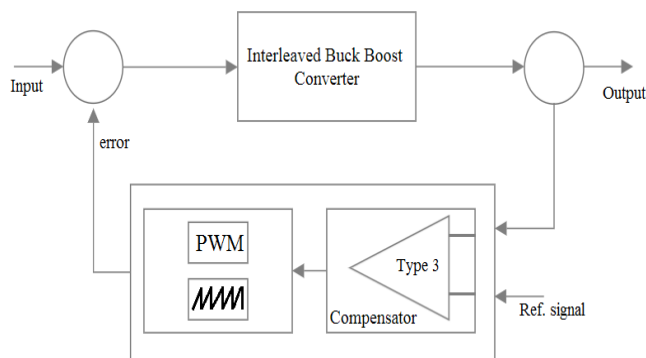 Interleaved Buck Boost
Converter
Input
Output
error
PWM
Type 3
Compensator
Ref. signal